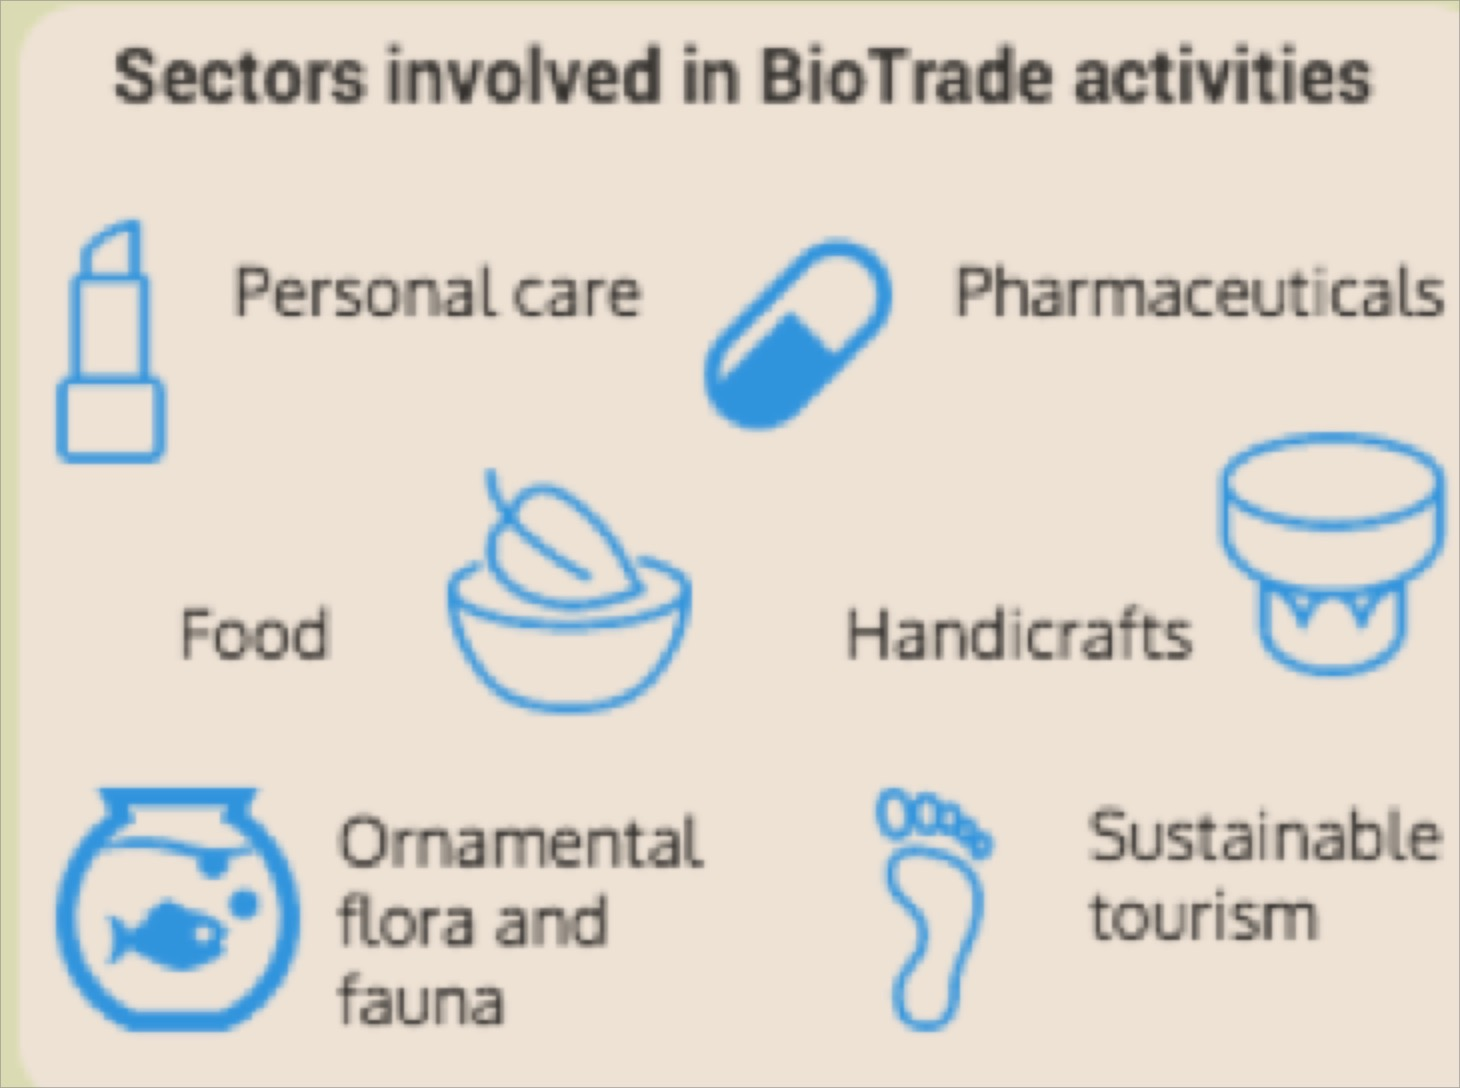 Sectors involved in BioTrade activities
Personal care
Pharmaceuticals
Food
Handicrafts
Ornamental
flora and
fauna
Sustainable
tourism